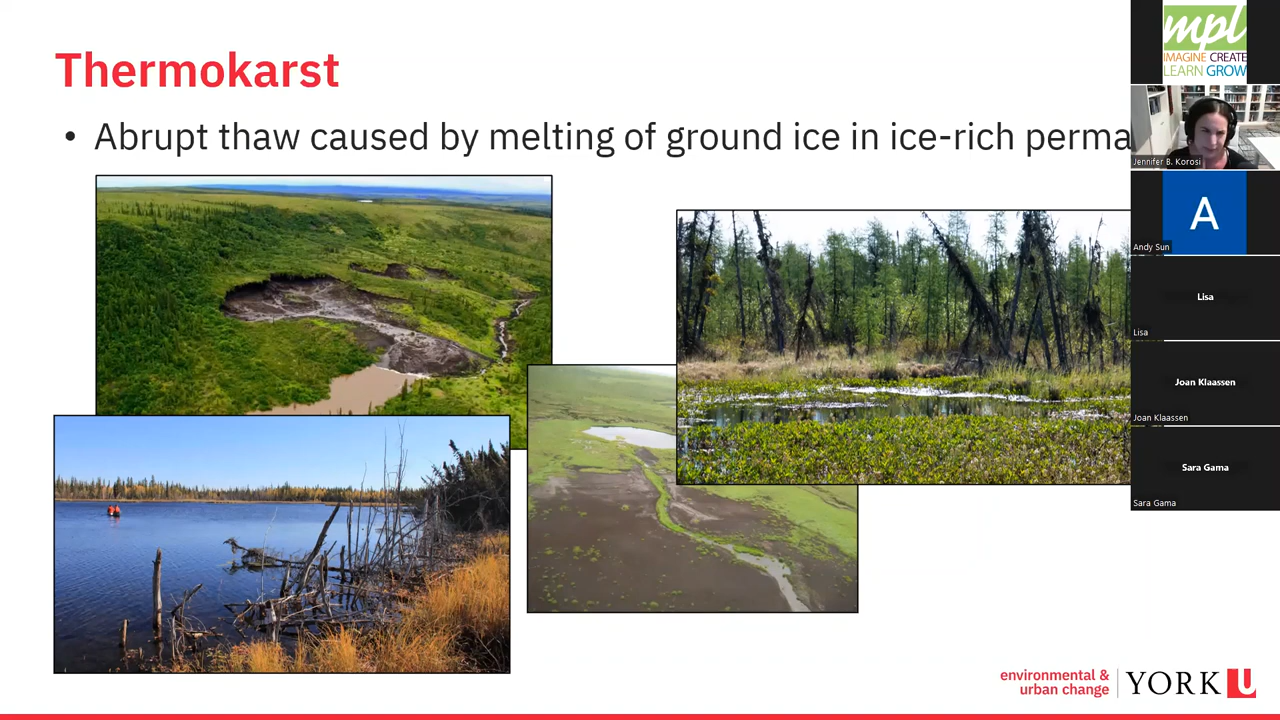 Thermokarst
• Abrupt thaw caused by melting of ground ice in ice-rich perma
mpl
IMAGINE CREATE
LEARN GROW
Jennifer B. Korosi
A
Andy Sun
Lisa
Lisa
Joan Klaassen
Joan Klaassen
Sara Gama
Sara Gama
environmental &
urban change
YORK U